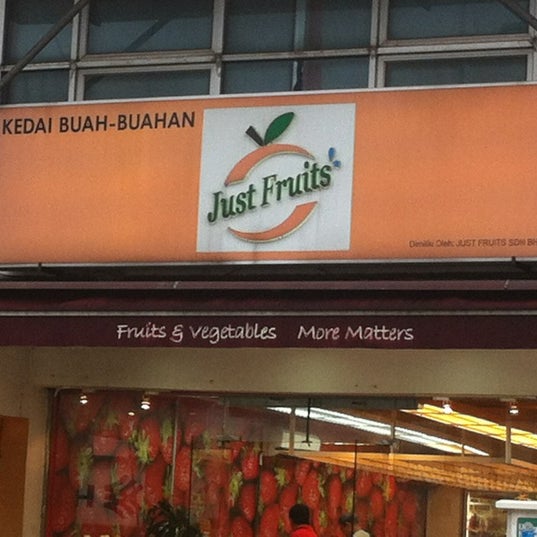 KEDAI BUAH-BUAHAN
Just Fruits
Dimiliki Oleh: JUST FRUITS SDN BH
Fruits & Vegetables More Matters